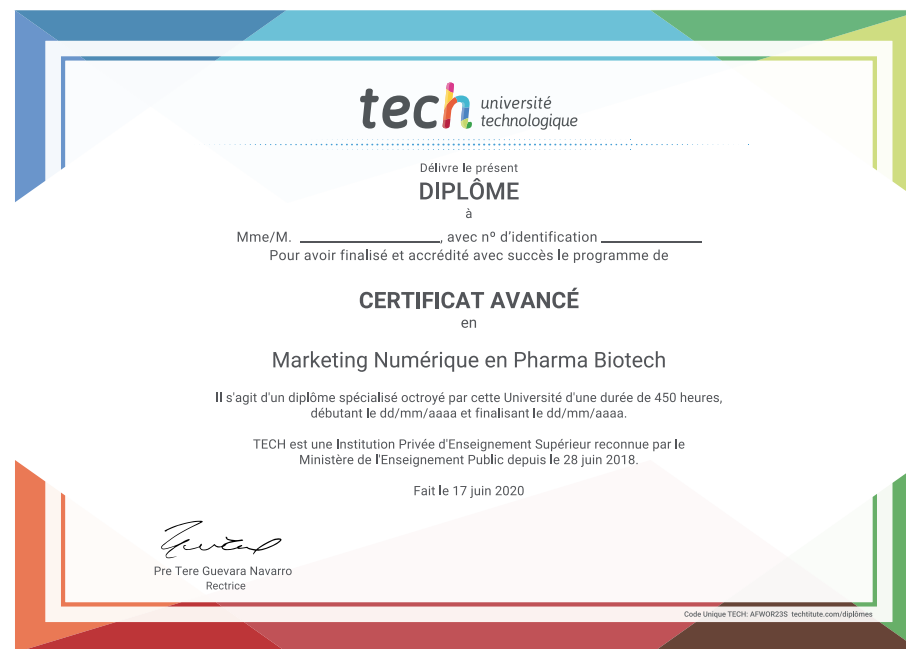 tech université
technologique
Délivre le présent
DIPLÔME
à
Mme/M. ____________________, avec nº d'identification ______________
Pour avoir finalisé et accrédité avec succès le programme de
CERTIFICAT AVANCÉ
en
Marketing Numérique en Pharma Biotech
Il s'agit d'un diplôme spécialisé octroyé par cette Université d'une durée de 450 heures,
débutant le dd/mm/aaaa et finalisant le dd/mm/aaaa.
TECH est une Institution Privée d'Enseignement Supérieur reconnue par le
Ministère de l'Enseignement Public depuis le 28 juin 2018.
Fait le 17 juin 2020
Pre Tere Guevara Navarro
Rectrice
Code Unique TECH: AFWOR23S techtitute.com/diplômes